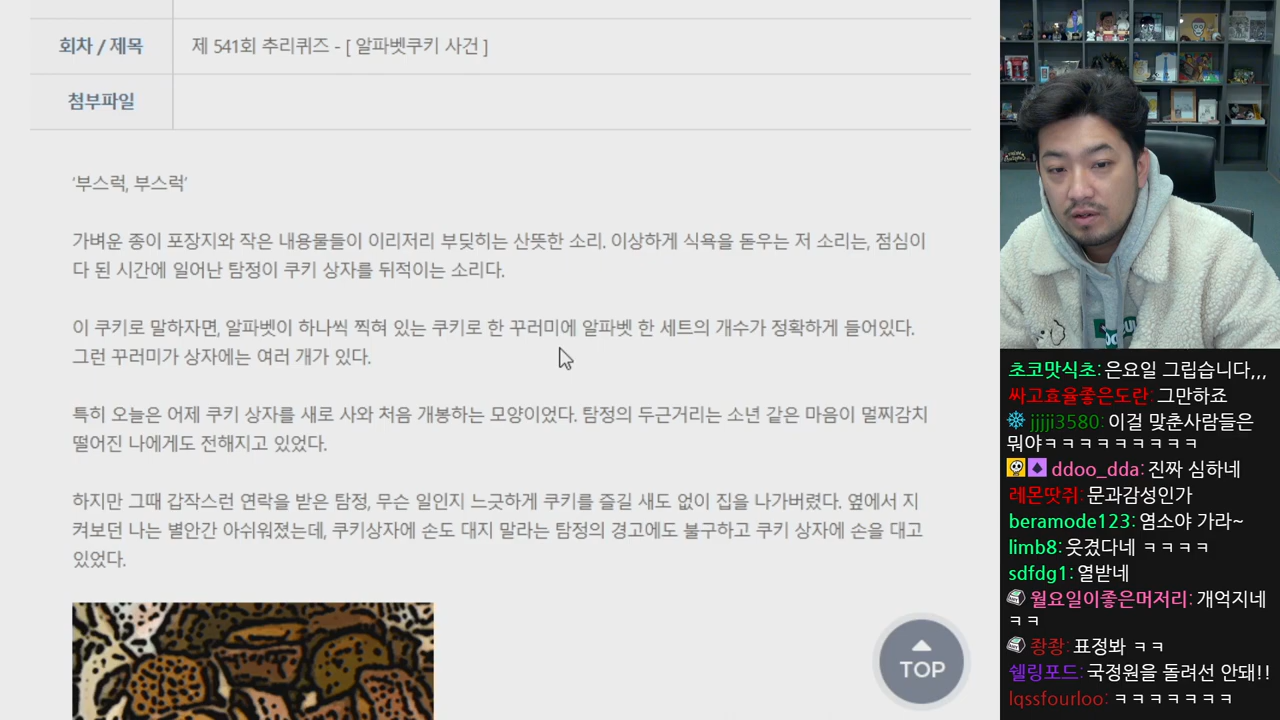 회차 / 제목
제 541회 추리퀴즈 - [ 알파벳쿠키 사건 ]
첨부파일
‘부스럭, 부스럭’
가벼운 종이 포장지와 작은 내용물들이 이리저리 부딪히는 산뜻한 소리. 이상하게 식욕을 돋우는 저 소리는, 점심이
다 된 시간에 일어난 탐정이 쿠키 상자를 뒤적이는 소리다.
이 쿠키로 말하자면, 알파벳이 하나씩 찍혀 있는 쿠키로 한 꾸러미에 알파벳 한 세트의 개수가 정확하게 들어있다.
그런 꾸러미가 상자에는 여러 개가 있다.
특히 오늘은 어제 쿠키 상자를 새로 사와 처음 개봉하는 모양이었다. 탐정의 두근거리는 소년 같은 마음이 멀찌감치
떨어진 나에게도 전해지고 있었다.
하지만 그때 갑작스런 연락을 받은 탐정, 무슨 일인지 느긋하게 쿠키를 즐길 새도 없이 집을 나가버렸다. 옆에서 지
켜보던 나는 별안간 아쉬워졌는데, 쿠키상자에 손도 대지 말라는 탐정의 경고에도 불구하고 쿠키 상자에 손을 대고
있었다.
TOP
초코맛식초: 은요일 그립습니다,,,
싸고효율좋은도란: 그만하죠
jjjji3580: 이걸 맞춘사람들은
뭐야ㅋㅋㅋㅋㅋㅋㅋㅋㅋ
ddoo_dda: 진짜 심하네
레몬땃쥐: 문과감성인가
beramode123: 염소야 가라~
limb8: 웃겼다네 ㅋㅋㅋㅋ
sdfdg1: 열받네
월요일이좋은머저리: 개억지네
ㅋㅋ
좡좡: 표정봐 ㅋㅋ
쉘링포드: 국정원을 돌려선 안돼!!
lqssfourloo: ㅋㅋㅋㅋㅋㅋㅋ